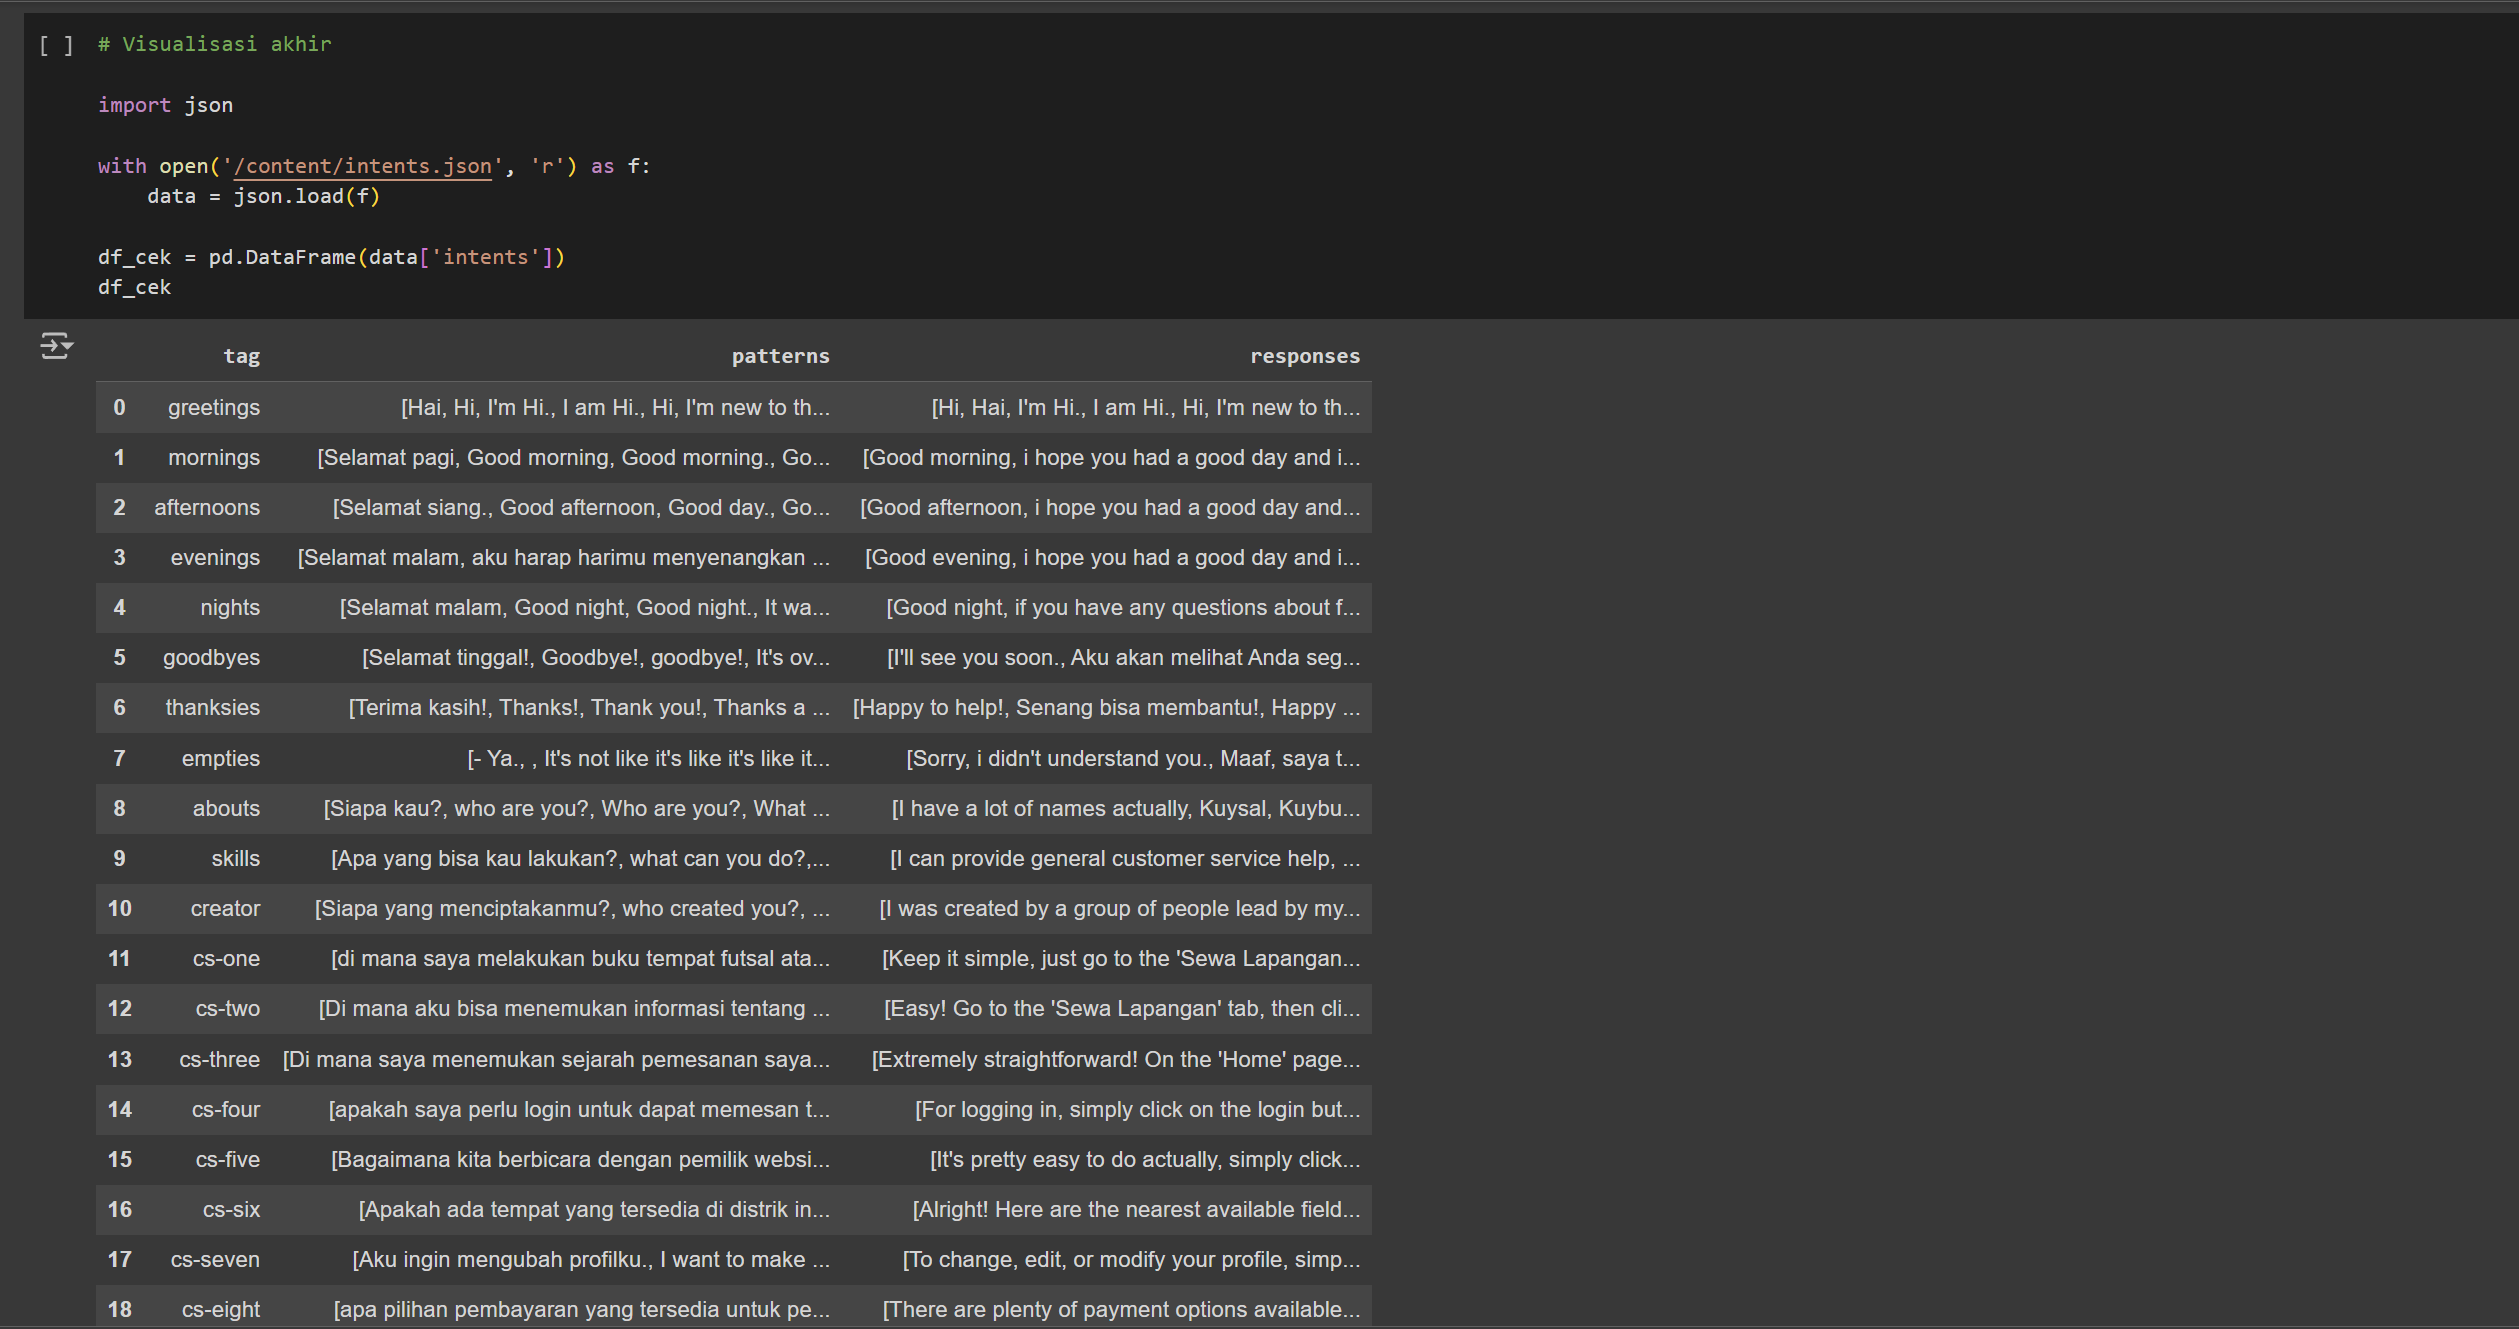 [ ] # Visualisasi akhir
import json
with open('/content/intents.json', 'r') as f:
data = json.load(f)
df_cek = pd.DataFrame(data['intents'])
df_cek
tag patterns responses
0 greetings [Hai, Hi, I'm Hi., I am Hi., Hi, I'm new to th... [Hi, Hai, I'm Hi., I am Hi., Hi, I'm new to th...
1 mornings [Selamat pagi, Good morning, Good morning., Go... [Good morning, i hope you had a good day and i...
2 afternoons [Selamat siang., Good afternoon, Good day., Go... [Good afternoon, i hope you had a good day and...
3 evenings [Selamat malam, aku harap harimu menyenangkan ... [Good evening, i hope you had a good day and i...
4 nights [Selamat malam, Good night, Good night., It wa... [Good night, if you have any questions about f...
5 goodbyes [Selamat tinggal!, Goodbye!, goodbye!, It's ov... [I'll see you soon., Aku akan melihat Anda seg...
6 thanksies [Terima kasih!, Thanks!, Thank you!, Thanks a ... [Happy to help!, Senang bisa membantu!, Happy ...
7 empties [- Ya., , It's not like it's like it's like it... [Sorry, i didn't understand you., Maaf, saya t...
8 abouts [Siapa kau?, who are you?, Who are you?, What ... [I have a lot of names actually, Kuysal, Kuybu...
9 skills [Apa yang bisa kau lakukan?, what can you do?,... [I can provide general customer service help, ...
10 creator [Siapa yang menciptakanmu?, who created you?, ... [I was created by a group of people lead by my...
11 cs-one [di mana saya melakukan buku tempat futsal ata... [Keep it simple, just go to the 'Sewa Lapangan...
12 cs-two [Di mana aku bisa menemukan informasi tentang ... [Easy! Go to the 'Sewa Lapangan' tab, then cli...
13 cs-three [Di mana saya menemukan sejarah pemesanan saya... [Extremely straightforward! On the 'Home' page...
14 cs-four [apakah saya perlu login untuk dapat memesan t... [For logging in, simply click on the login but...
15 cs-five [Bagaimana kita berbicara dengan pemilik websi... [It's pretty easy to do actually, simply click...
16 cs-six [Apakah ada tempat yang tersedia di distrik in... [Alright! Here are the nearest available field...
17 cs-seven [Aku ingin mengubah profilku., I want to make ... [To change, edit, or modify your profile, simp...
18 cs-eight [apa pilihan pembayaran yang tersedia untuk pe... [There are plenty of payment options available...